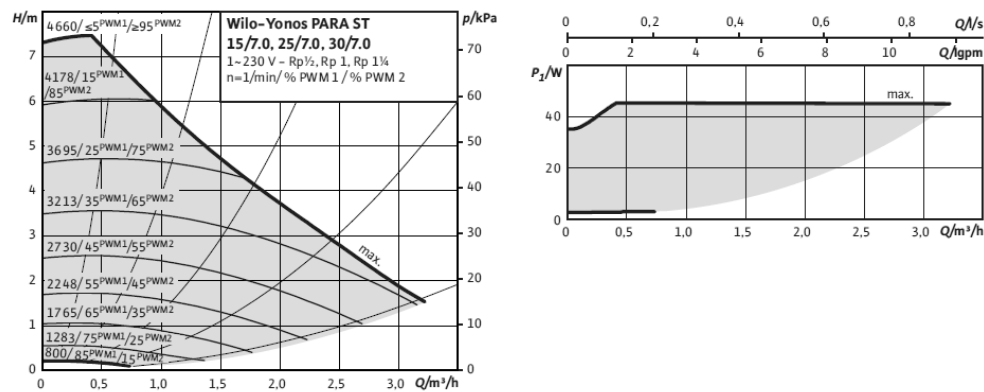 H/m
4660/≤5PWM1/≥95PWM2
p/kPa
Wilo-Yonos PARA ST
15/7.0, 25/7.0, 30/7.0
1~230 V - Rp½, Rp 1, Rp 1¼
n=1/min/ % PWM 1 / % PWM 2
70
7
4178/15PWM1
/85PWM2
6
60
5
50
3695/25PWM1/75PWM2
4
40
3213/35PWM1/65PWM2
3
30
2730/45PWM1/55PWM2
max.
2
20
2248/55PWM1/45PWM2
1765/65PWM1/35PWM2
1
10
1283/75PWM1/25PWM2
800/85PWM1/15PWM2
0
0
0 0,5 1,0 1,5 2,0 2,5 3,0 Q/m³/h
0 0,2 0,4 0,6 0,8 Q/l/s
0 2 4 6 8 10 Q/Igpm
P1/W
max.
40
20
0
0 0,5 1,0 1,5 2,0 2,5 3,0 Q/m³/h